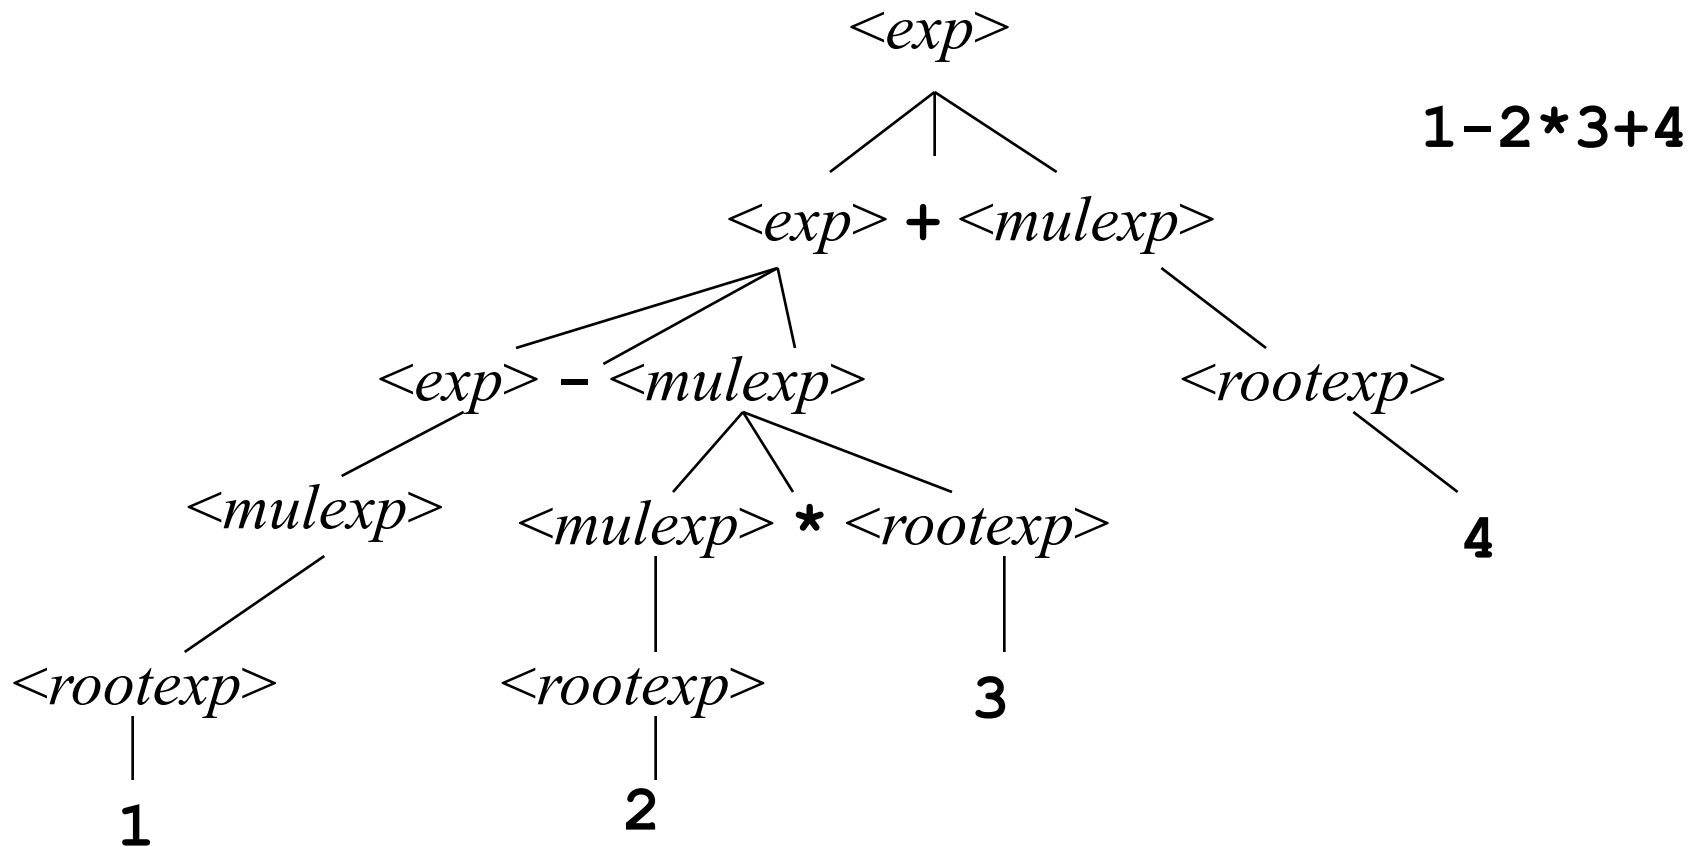 <exp>
1-2*3+4
<exp> + <mulexp>
<exp> - <mulexp>
<rootexp>
<mulexp>
<mulexp> * <rootexp>
4
<rootexp>
<rootexp>
3
1
2